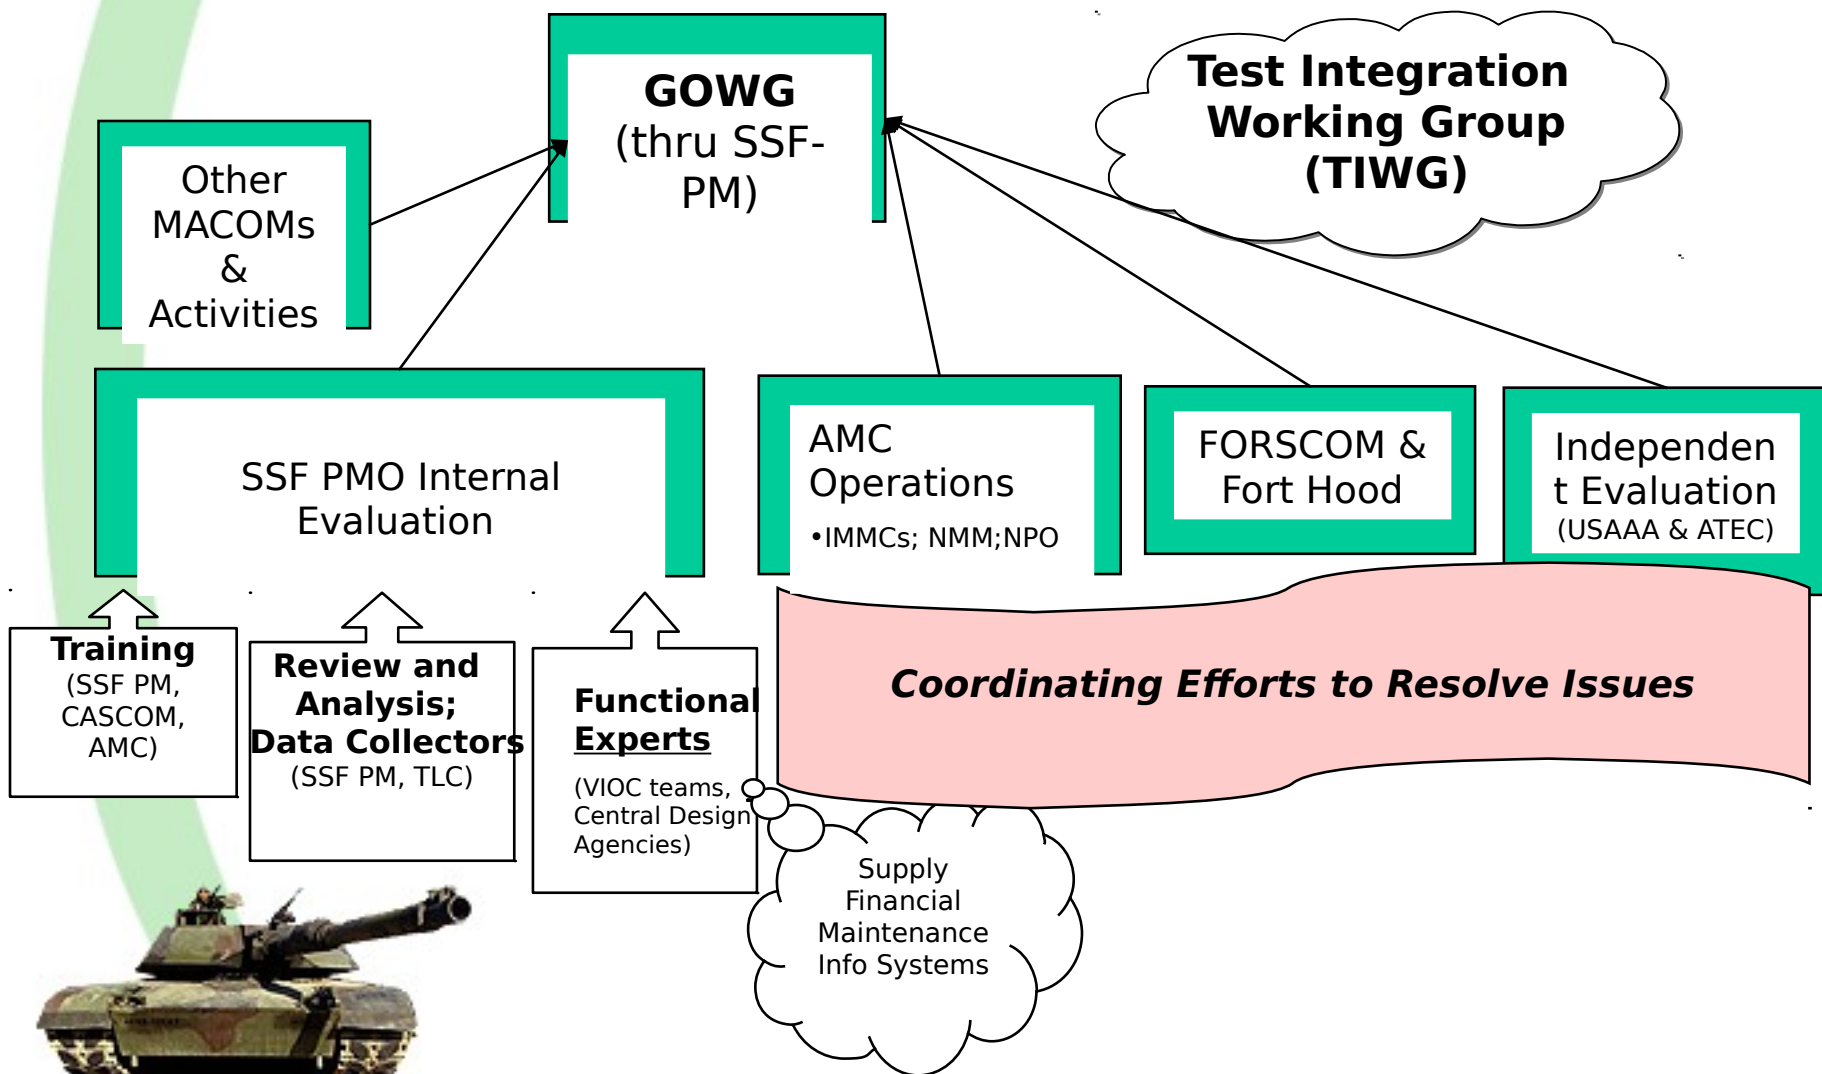 GOWG
(thru SSF-
PM)
Test Integration
Working Group
(TIWG)
Other
MACOMs
&
Activities
SSF PMO Internal
Evaluation
AMC
Operations
•IMMCs; NMM;NPO
FORSCOM &
Fort Hood
Independen
t Evaluation
(USAAA & ATEC)
Training
(SSF PM,
CASCOM,
AMC)
Review and
Analysis;
Data Collectors
(SSF PM, TLC)
Functional
Experts
(VIOC teams,
Central Design
Agencies)
Coordinating Efforts to Resolve Issues
Supply
Financial
Maintenance
Info Systems